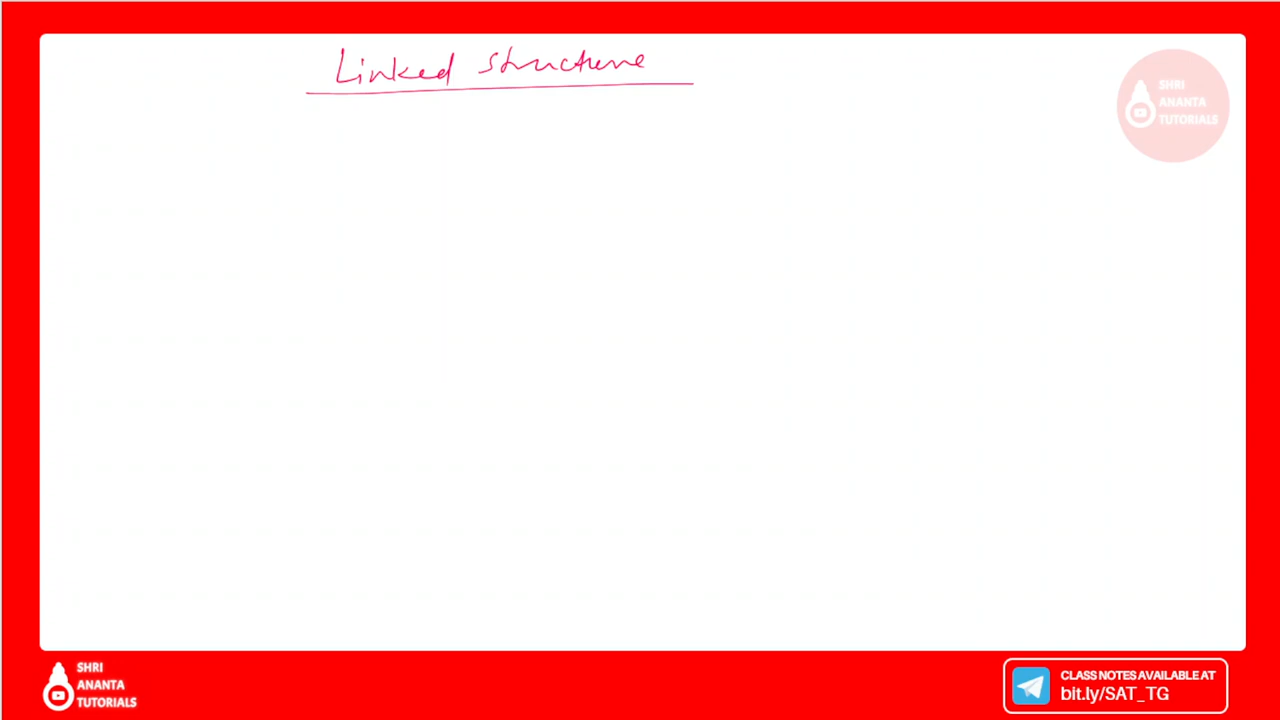 Linked Structure
SHRI
ANANTA
TUTORIALS
SHRI
ANANTA
TUTORIALS
CLASS NOTES AVAILABLE AT
bit.ly/SAT_TG